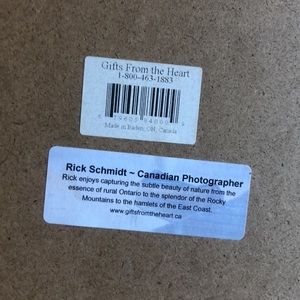 Gifts From the Heart
1-800-463-1883
Made in Baden, ON, Canada
Rick Schmidt ~ Canadian Photographer
Rick enjoys capturing the subtle beauty of nature from the
essence of rural Ontario to the splendor of the Rocky
Mountains to the hamlets of the East Coast.
www.giftsfromtheheart.ca